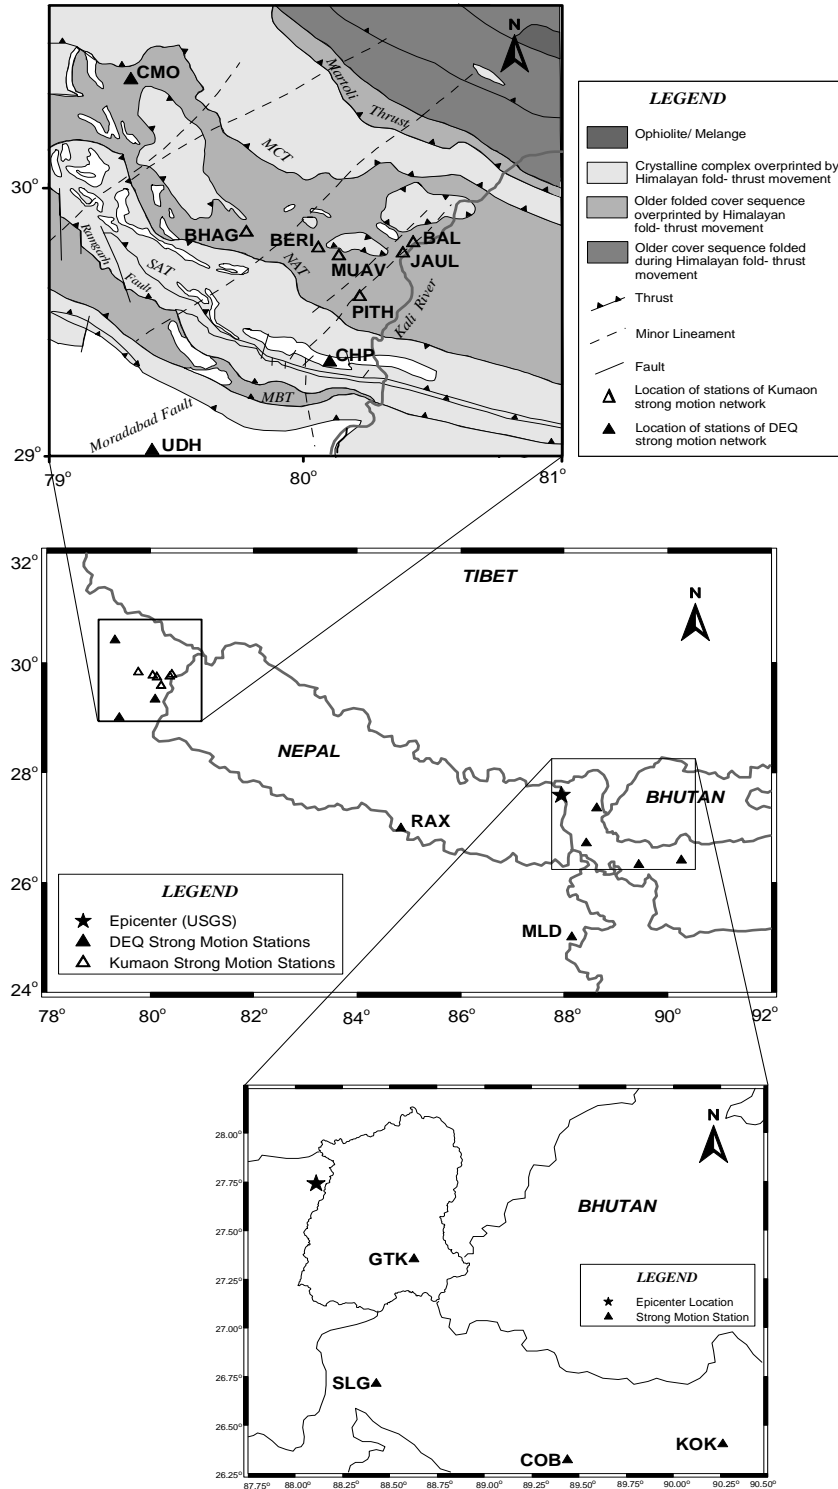 N
CMO
Martoli
Thrust
MCT
30°
BHAG
BERI
BAL
JAUL
MUAV
NAT
PITH
Kali River
Ramgarh
Fault
SAT
CHP
MBT
Moradabad Fault
UDH
29°
79°
80°
81°
LEGEND
Ophiolite/ Melange
Crystalline complex overprinted by
Himalayan fold- thrust movement
Older folded cover sequence
overprinted by Himalayan
fold- thrust movement
Older cover sequence folded
during Himalayan fold- thrust
movement
Thrust
Minor Lineament
Fault
Location of stations of Kumaon
strong motion network
Location of stations of DEQ
strong motion network
32°
TIBET
N
30°
NEPAL
28°
BHUTAN
RAX
26°
LEGEND
Epicenter (USGS)
DEQ Strong Motion Stations
Kumaon Strong Motion Stations
MLD
24°
78°
80°
82°
84°
86°
88°
90°
92°
N
28.00°
27.75°
BHUTAN
27.50°
GTK
27.25°
LEGEND
Epicenter Location
Strong Motion Station
27.00°
26.75°
SLG
26.50°
KOK
COB
26.25°
87.75°
88.00°
88.25°
88.50°
88.75°
89.00°
89.25°
89.50°
89.75°
90.00°
90.25°
90.50°